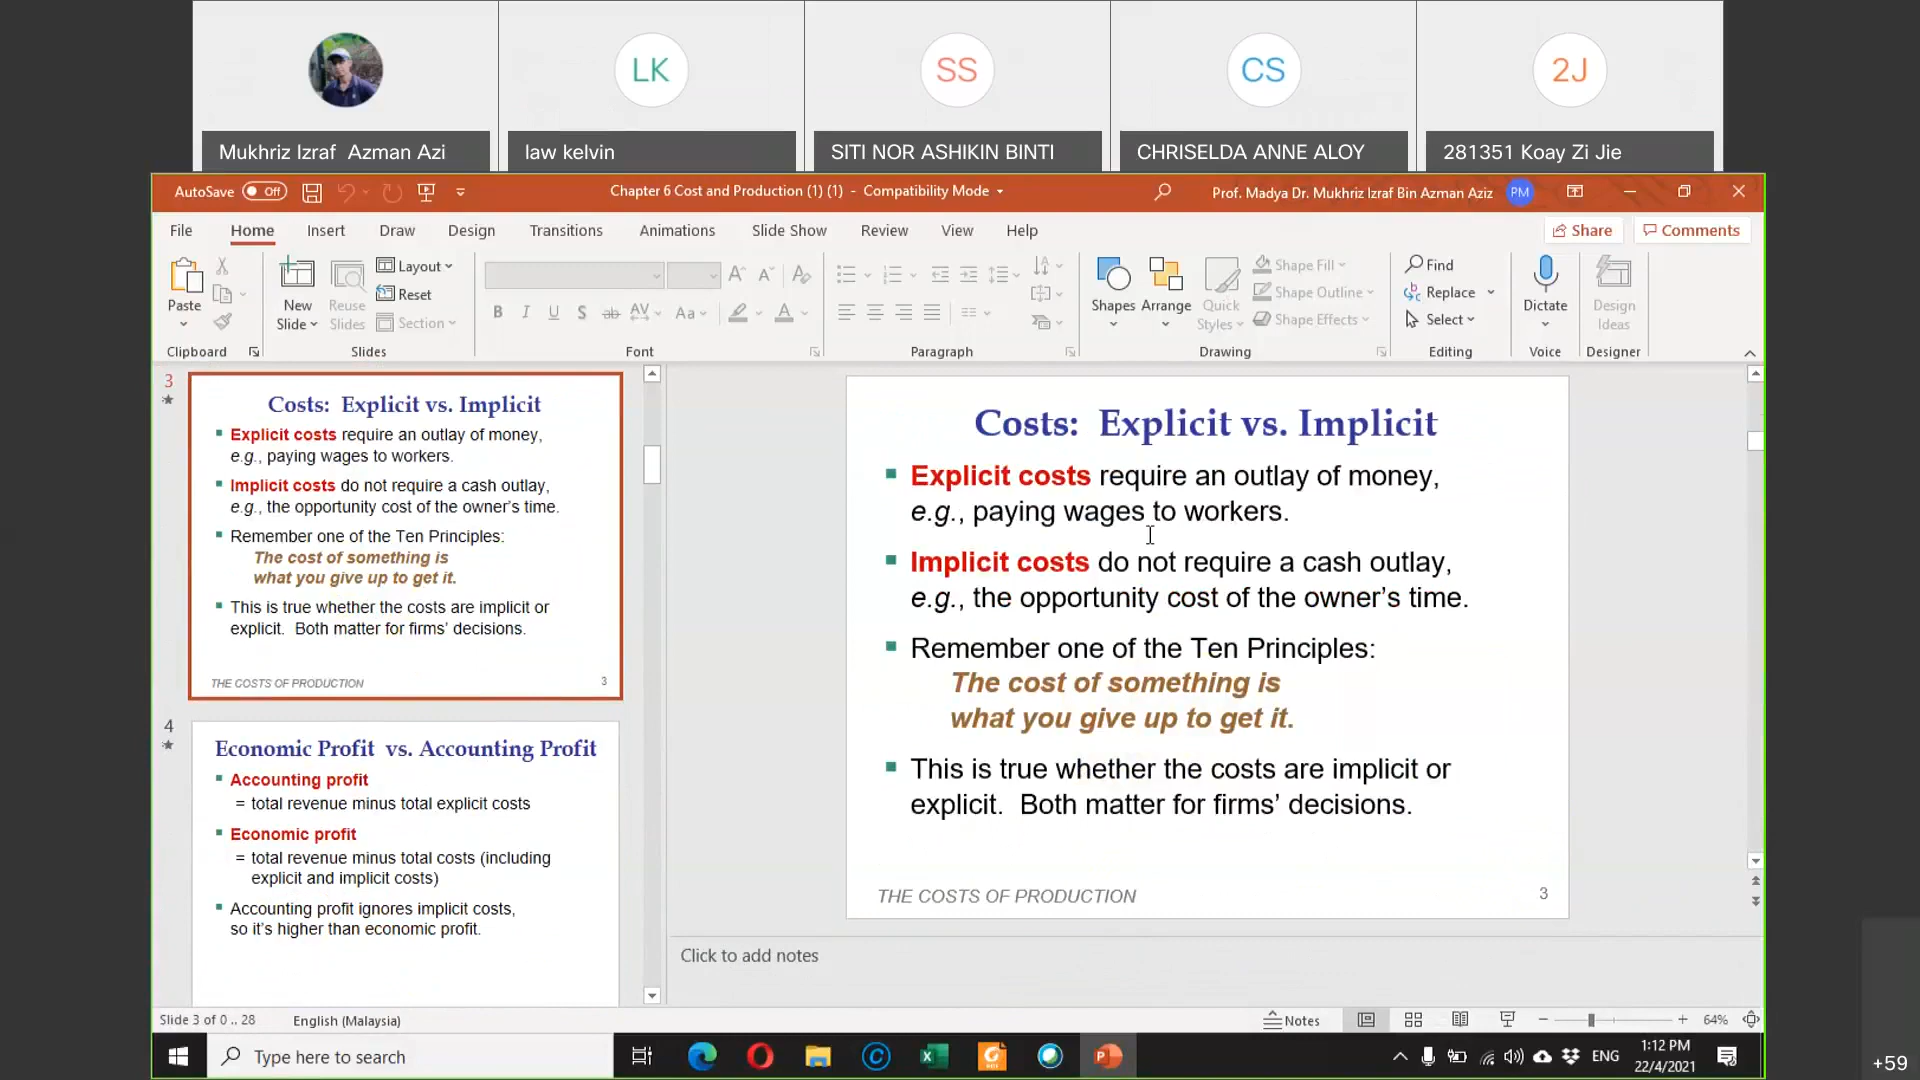 LK
SS
CS
2J
Mukhriz Izraf  Azman Azi
law kelvin
SITI NOR ASHIKIN BINTI
CHRISELDA ANNE ALOY
281351 Koay Zi Jie
AutoSave Off
Chapter 6 Cost and Production (1) (1)  -  Compatibility Mode
Prof. Madya Dr. Mukhriz Izraf Bin Azman Aziz PM
File Home Insert Draw Design Transitions Animations Slide Show Review View Help Share Comments
Paste
New
Slide
Reuse
Slides
Layout
Reset
Section
B I U S ab AV Aa A
Shapes
Arrange
Quick
Styles
Shape Fill
Shape Outline
Shape Effects
Find
Replace
Select
Dictate
Design
Ideas
Clipboard Slides Font Paragraph Drawing Editing Voice Designer
3
Costs:  Explicit vs. Implicit
Explicit costs require an outlay of money,
e.g., paying wages to workers.
Implicit costs do not require a cash outlay,
e.g., the opportunity cost of the owner's time.
Remember one of the Ten Principles:
The cost of something is
what you give up to get it.
This is true whether the costs are implicit or
explicit.  Both matter for firms' decisions.
THE COSTS OF PRODUCTION 3
4
Economic Profit  vs. Accounting Profit
Accounting profit
= total revenue minus total explicit costs
Economic profit
= total revenue minus total costs (including
explicit and implicit costs)
Accounting profit ignores implicit costs,
so it's higher than economic profit.
Costs:  Explicit vs. Implicit
Explicit costs require an outlay of money,
e.g., paying wages to workers.
Implicit costs do not require a cash outlay,
e.g., the opportunity cost of the owner's time.
Remember one of the Ten Principles:
The cost of something is
what you give up to get it.
This is true whether the costs are implicit or
explicit.  Both matter for firms' decisions.
THE COSTS OF PRODUCTION 3
Click to add notes
Slide 3 of 0 .. 28 English (Malaysia) Notes 64%
Type here to search
ENG
1:12 PM
22/4/2021
+59